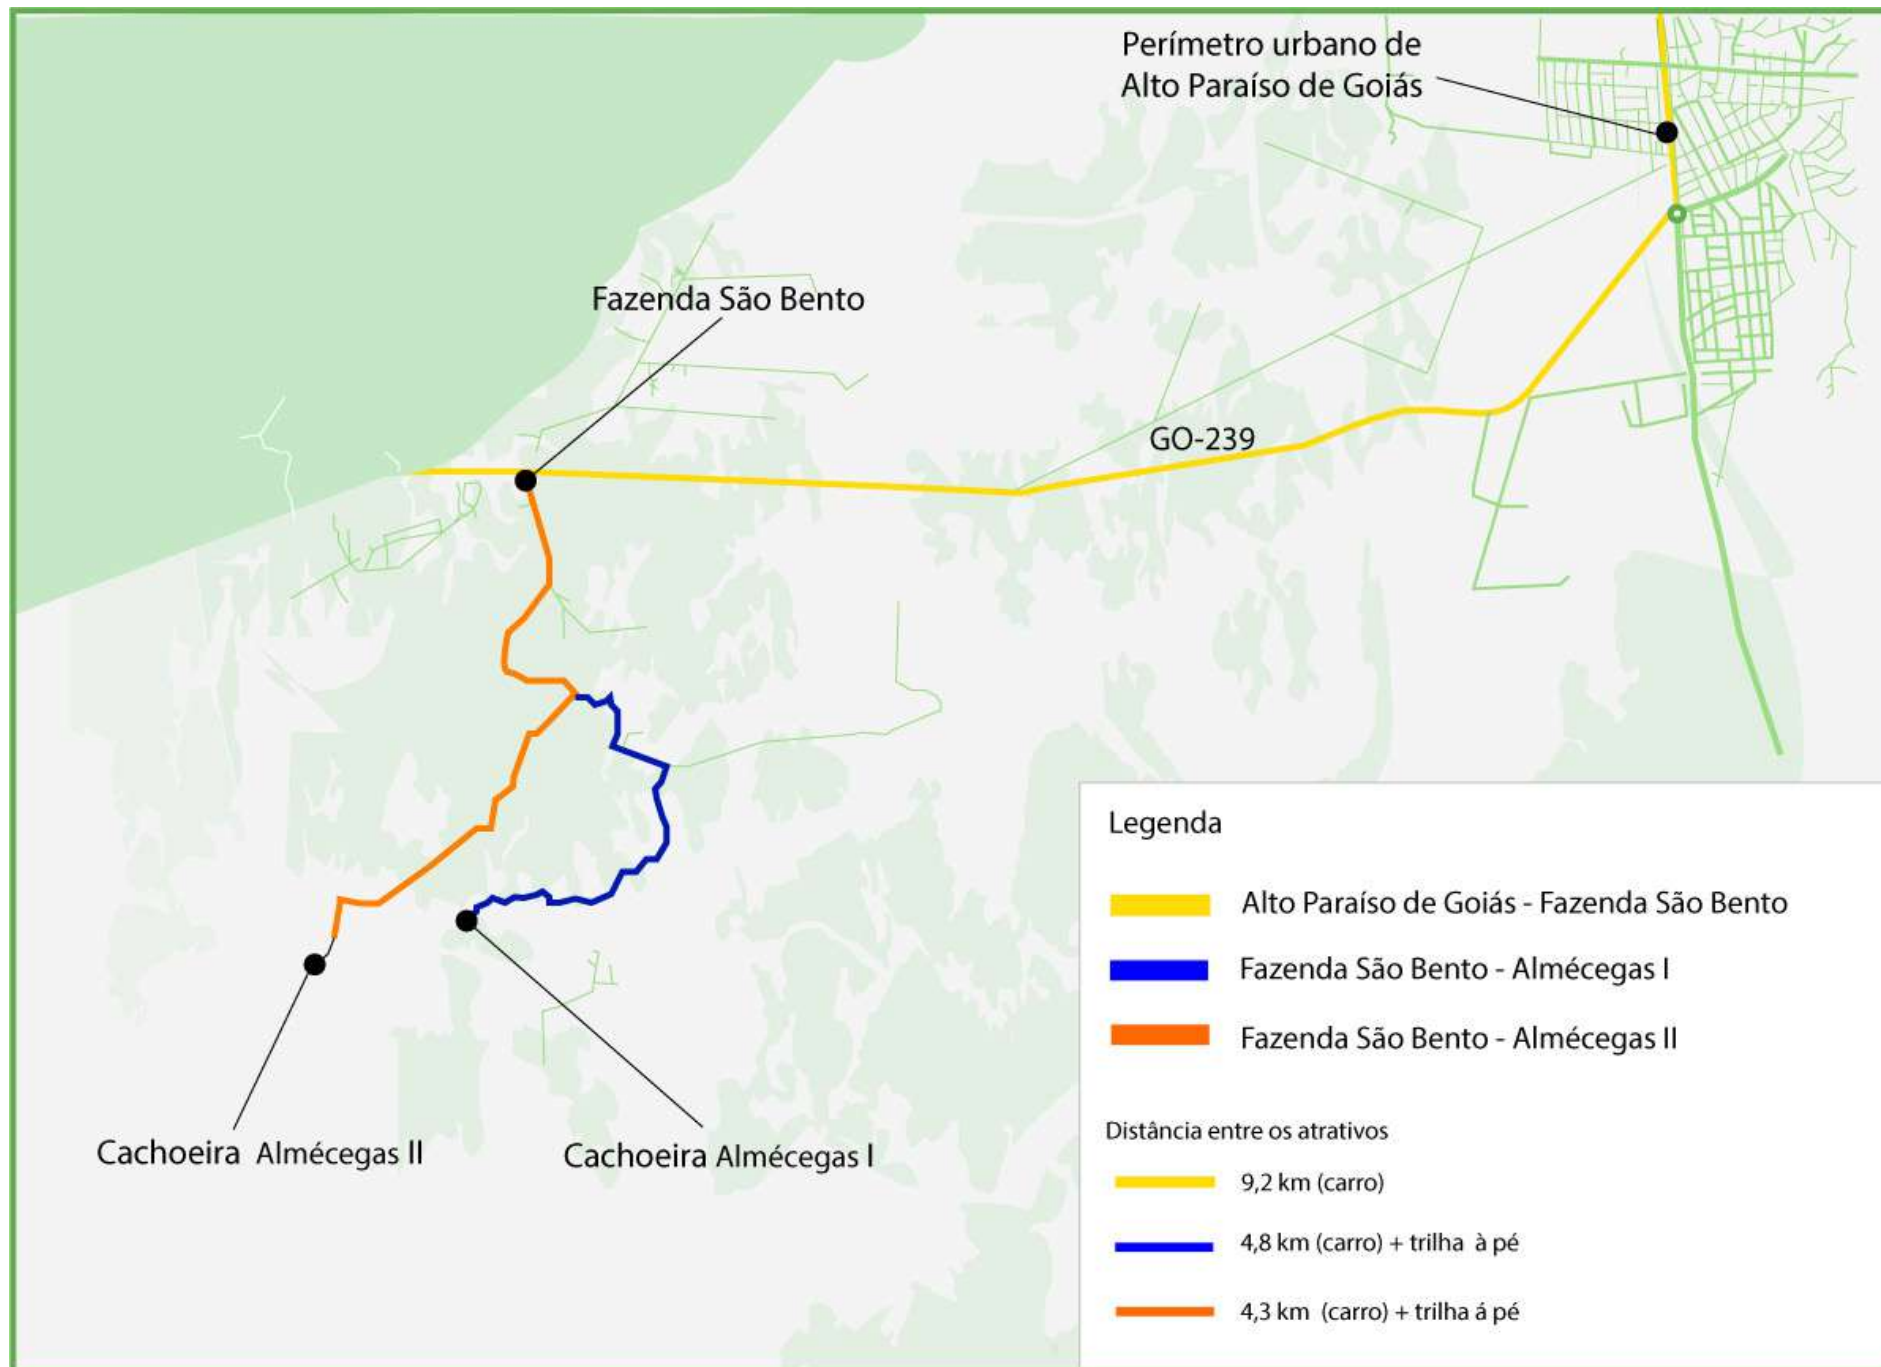 Perímetro urbano de
Alto Paraíso de Goiás
Fazenda São Bento
GO-239
Cachoeira Almécegas II
Cachoeira Almécegas I
Legenda
Alto Paraíso de Goiás - Fazenda São Bento
Fazenda São Bento - Almécegas I
Fazenda São Bento - Almécegas II
Distância entre os atrativos
9,2 km (carro)
4,8 km (carro) + trilha à pé
4,3 km (carro) + trilha á pé